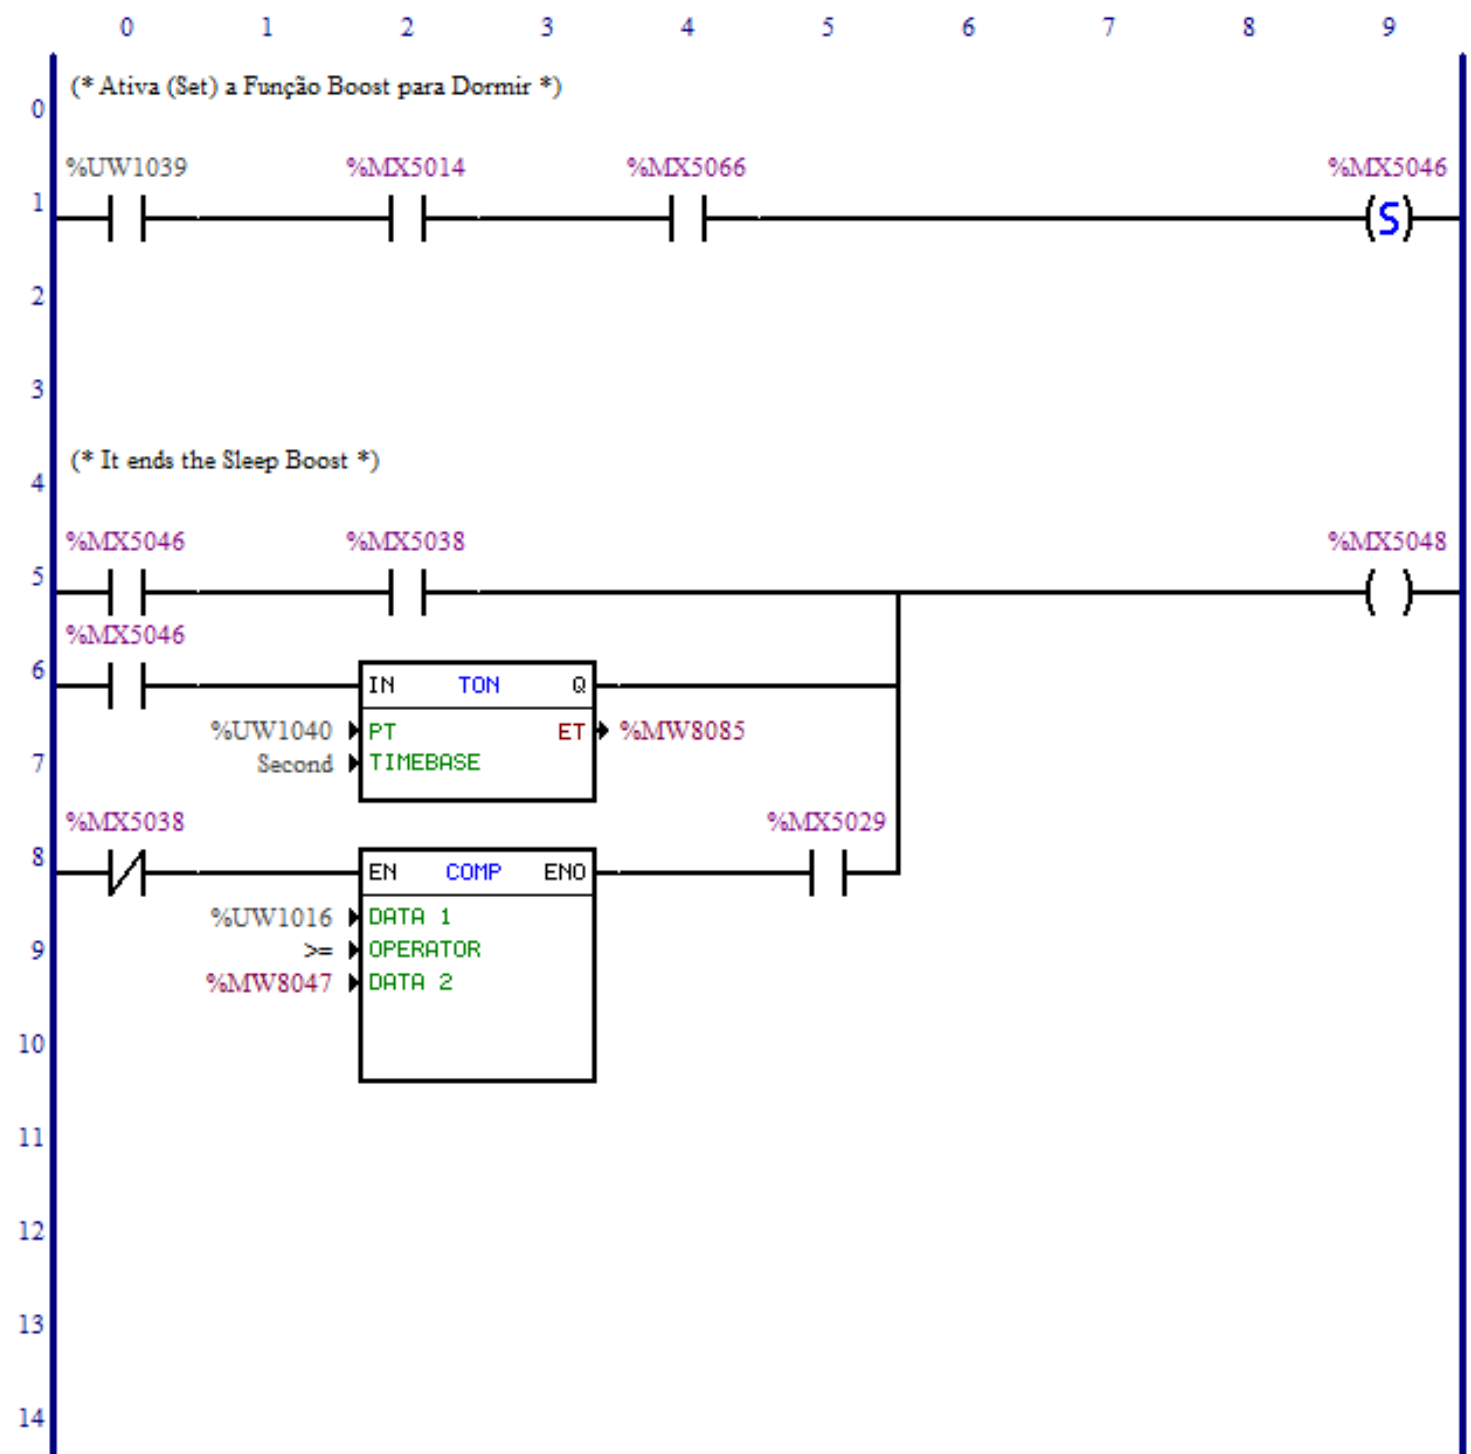 0 1 2 3 4 5 6 7 8 9
(* Ativa (Set) a Função Boost para Dormir *)
0
%UW1039 %MX5014 %MX5066 %MX5046
1 (S)
2
3
(* It ends the Sleep Boost *)
4
%MX5046 %MX5038 %MX5048
5 ( )
%MX5046
6 IN TON Q
%UW1040 PT ET %MW8085
7 Second TIMEBASE
%MX5038 %MX5029
8 EN COMP ENO
%UW1016 DATA 1
9 >= OPERATOR
%MW8047 DATA 2
10
11
12
13
14